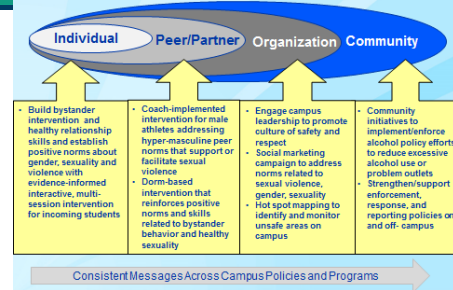 Individual
Peer/Partner
Organization
Community
• Build bystander
intervention and
healthy relationship
skills and establish
positive norms about
gender, sexuality and
violence with
evidence-informed
interactive, multi-
session intervention
for incoming students
• Coach-implemented
intervention for male
athletes addressing
hyper-masculine peer
norms that support or
facilitate sexual
violence
• Dorm-based
intervention that
reinforces positive
norms and skills
related to bystander
behavior and healthy
sexuality
• Engage campus
leadership to promote
culture of safety and
respect
• Social marketing
campaign to address
norms related to
sexual violence,
gender, sexuality
• Hot spot mapping to
identify and monitor
unsafe areas on
campus
• Community
initiatives to
implement/enforce
alcohol policy efforts
to reduce excessive
alcohol use or
problem outlets
• Strengthen/support
enforcement,
response, and
reporting policies on
and off- campus
Consistent Messages Across Campus Policies and Programs